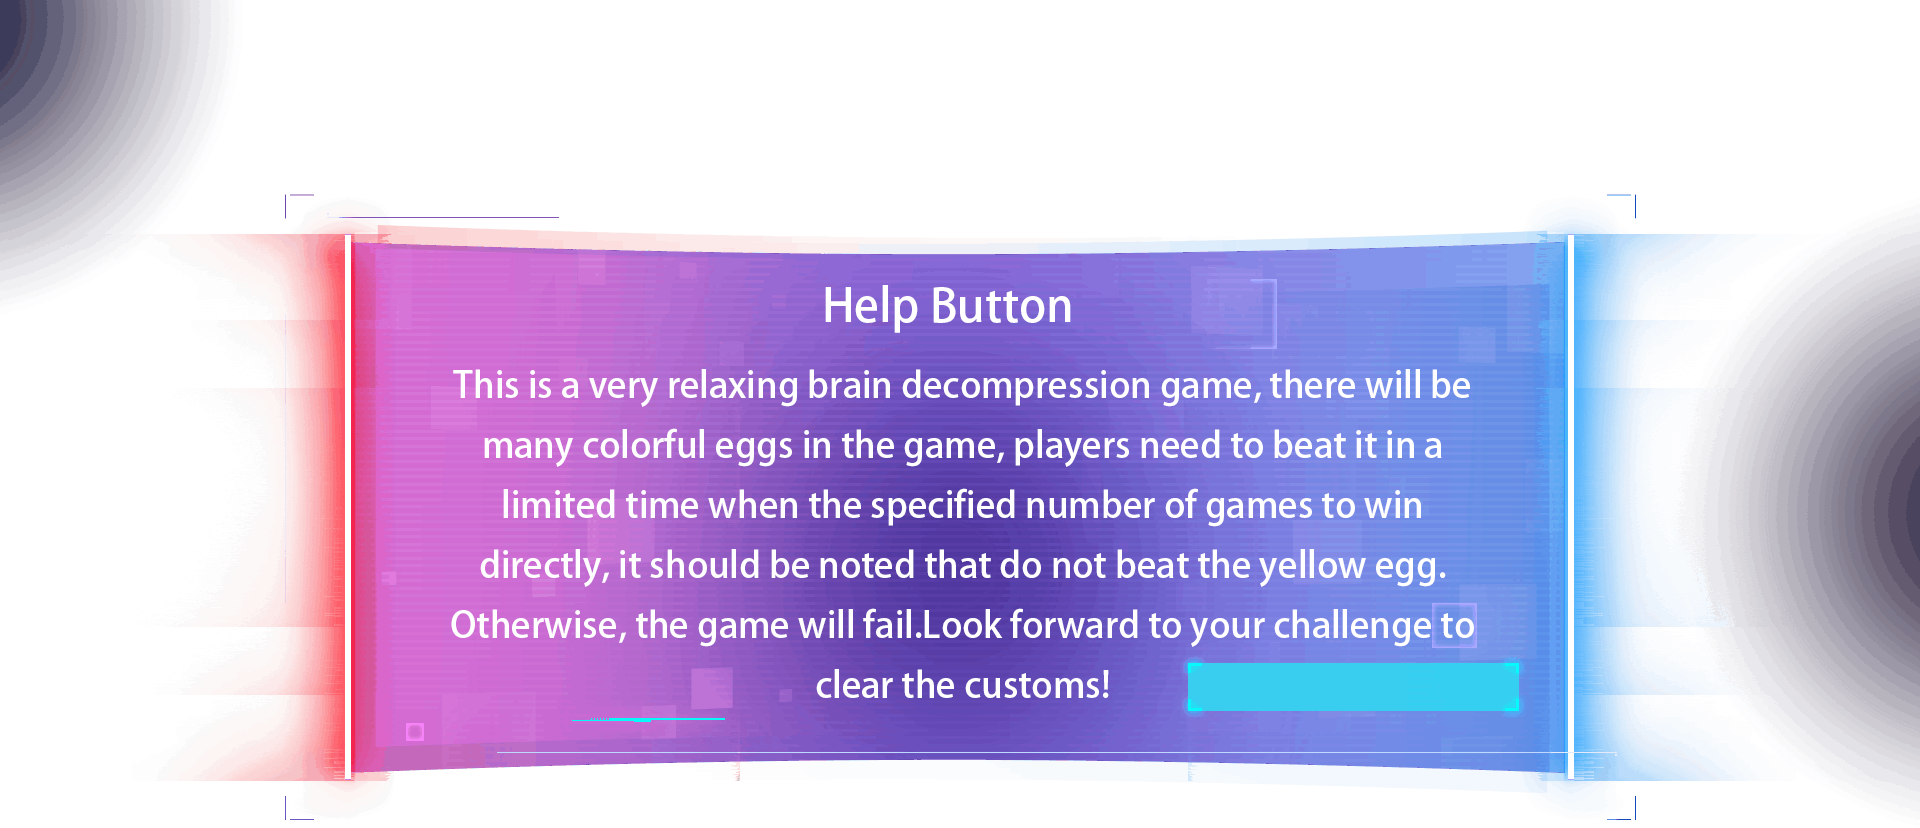 Help Button
This is a very relaxing brain decompression game, there will be
many colorful eggs in the game, players need to beat it in a
limited time when the specified number of games to win
directly, it should be noted that do not beat the yellow egg.
Otherwise, the game will fail.Look forward to your challenge to
clear the customs!